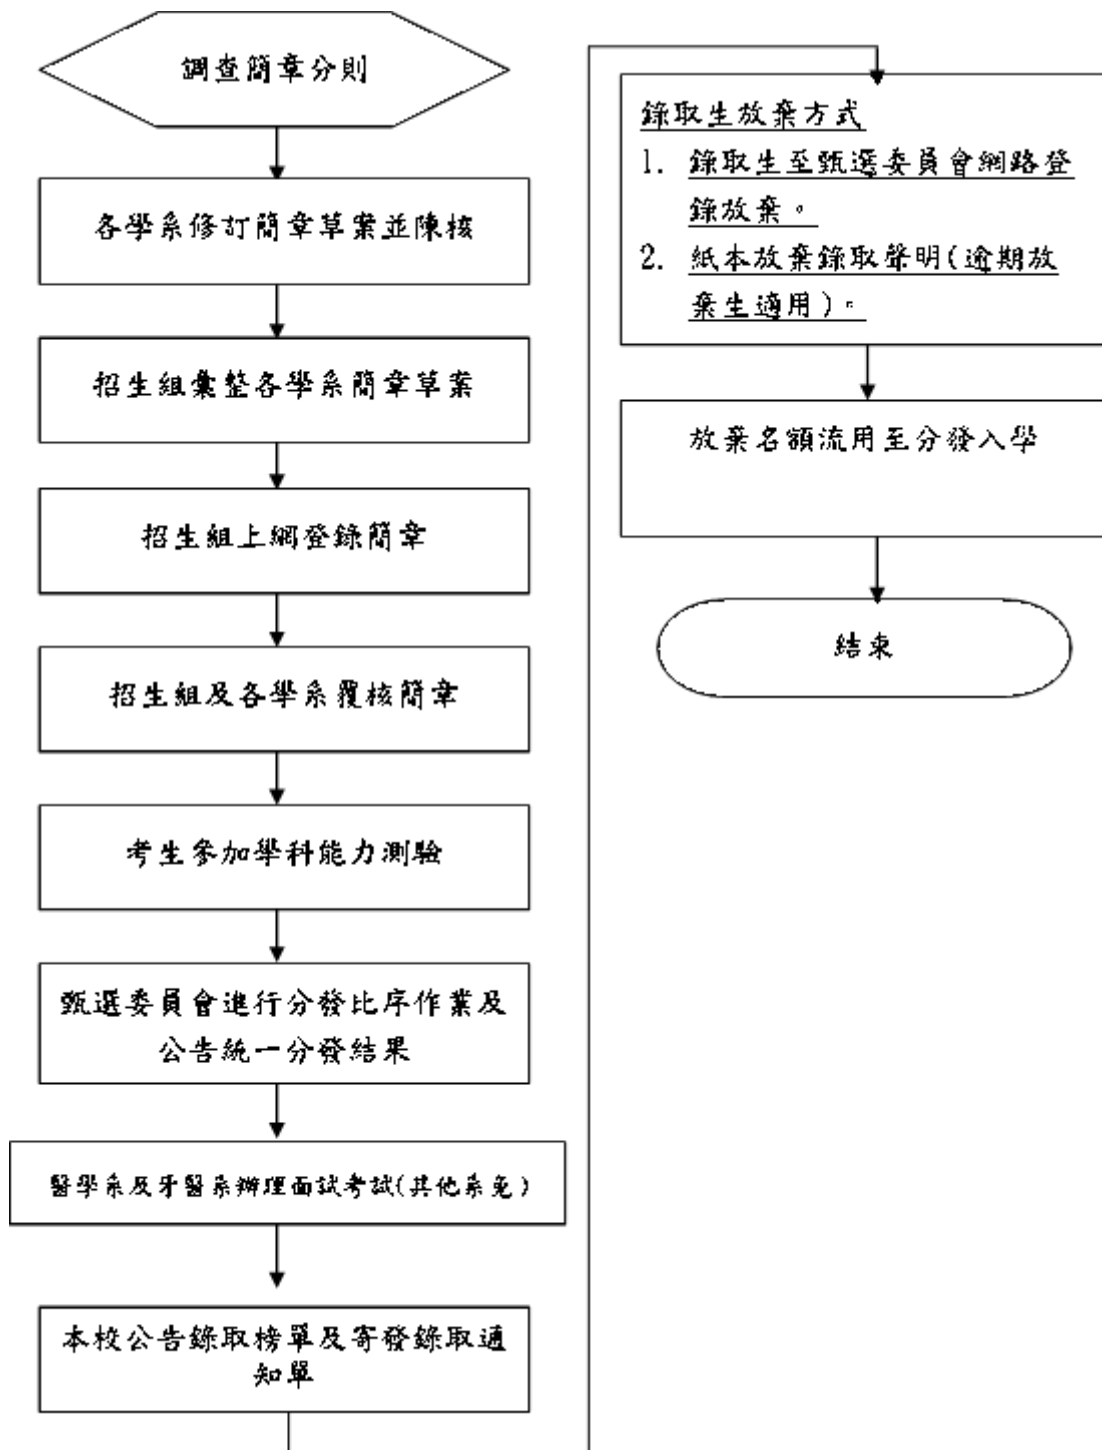 調查簡章分則
各學系修訂簡章草案並陳核
招生組彙整各學系簡章草案
招生組上網登錄簡章
招生組及各學系覆核簡章
考生參加學科能力測驗
甄選委員會進行分發比序作業及
公告統一分發結果
醫學系及牙醫系辦理面試考試(其他系免)
本校公告錄取榜單及寄發錄取通
知單
錄取生放棄方式
1. 錄取生至甄選委員會網路登
錄放棄。
2. 紙本放棄錄取聲明(逾期放
棄生適用)。
放棄名額流用至分發入學
結束